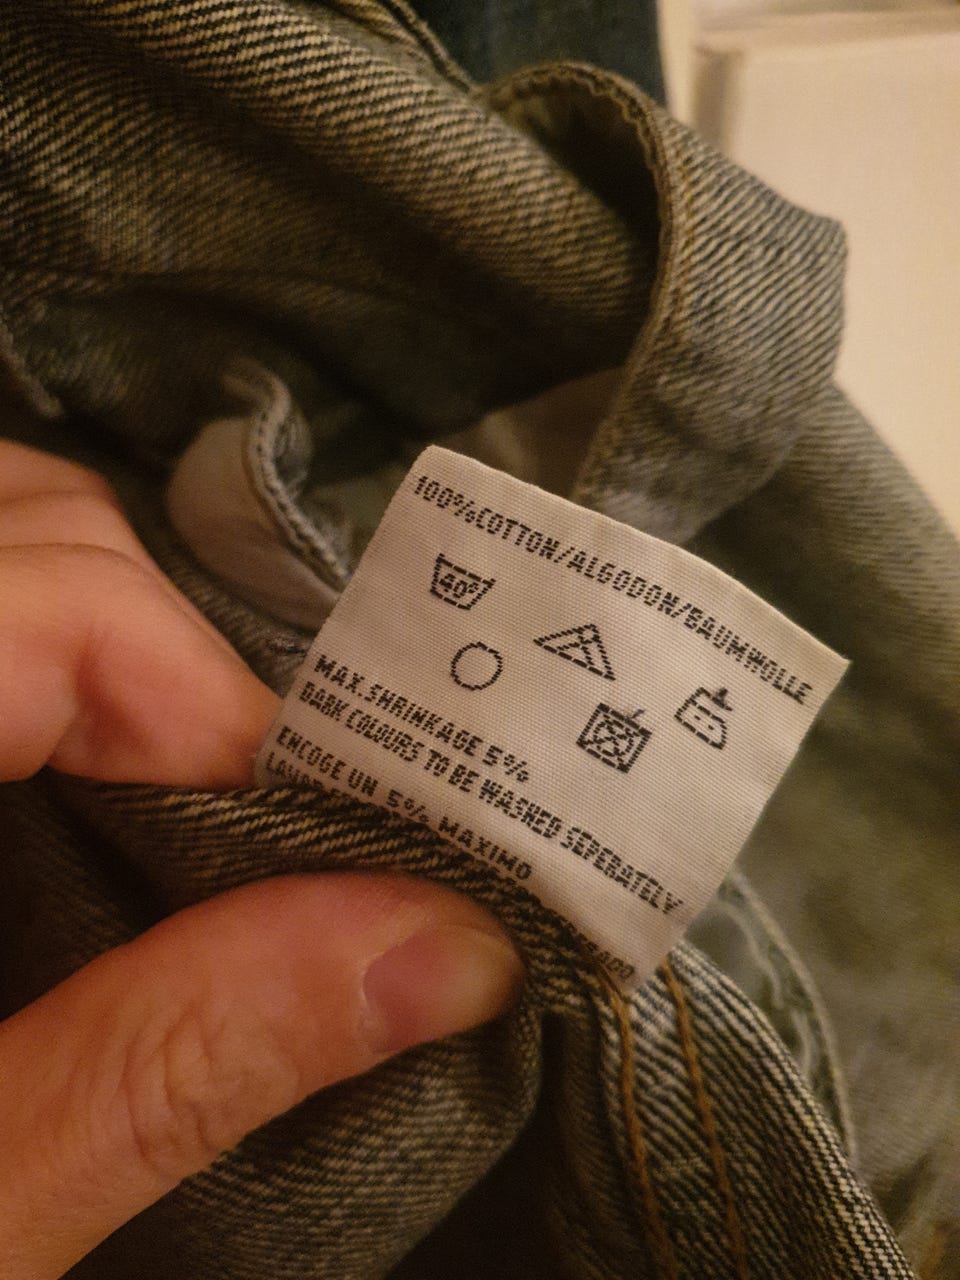 100%COTTON/ALGODON/BAUMWOLLE
40°
MAX.SHRINKAGE 5%
DARK COLOURS TO BE WASHED SEPERATELY
ENCOGE UN 5% MAXIMO